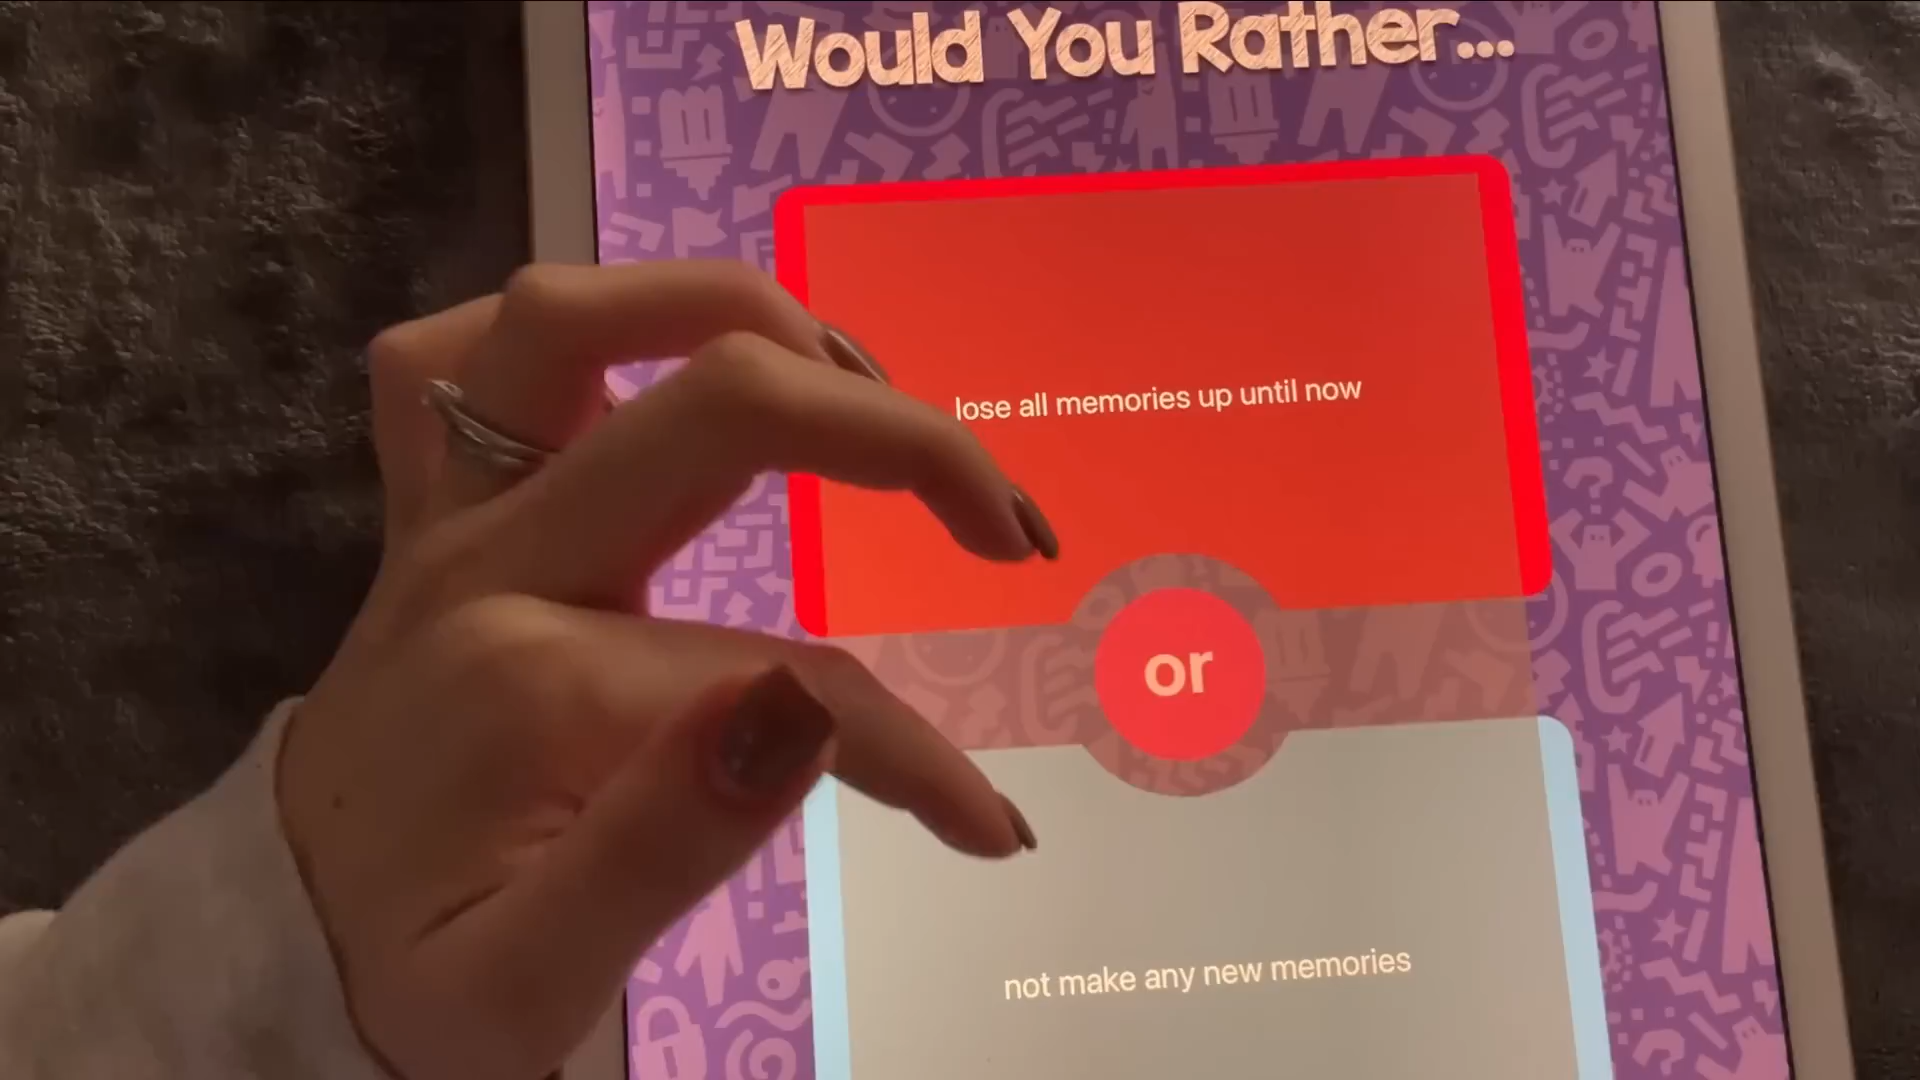 Would You Rather...
lose all memories up until now
or
not make any new memories